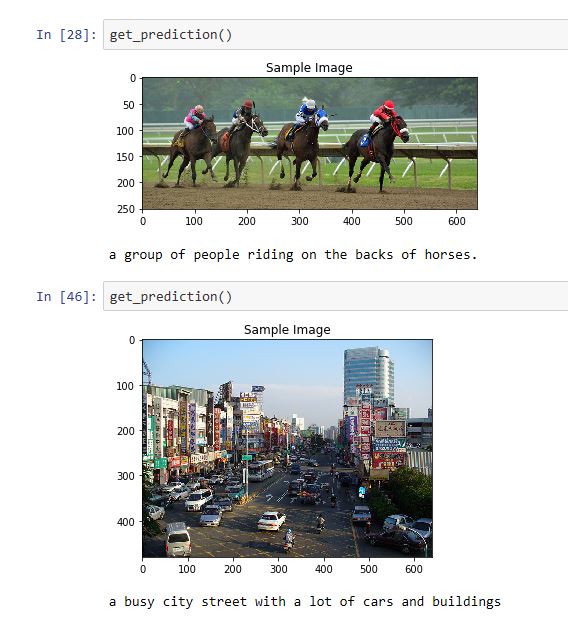 In [28]: get_prediction()
Sample Image
0
50
100
150
200
250
0 100 200 300 400 500 600
a group of people riding on the backs of horses.
In [46]: get_prediction()
Sample Image
0
100
200
300
400
0 100 200 300 400 500 600
a busy city street with a lot of cars and buildings